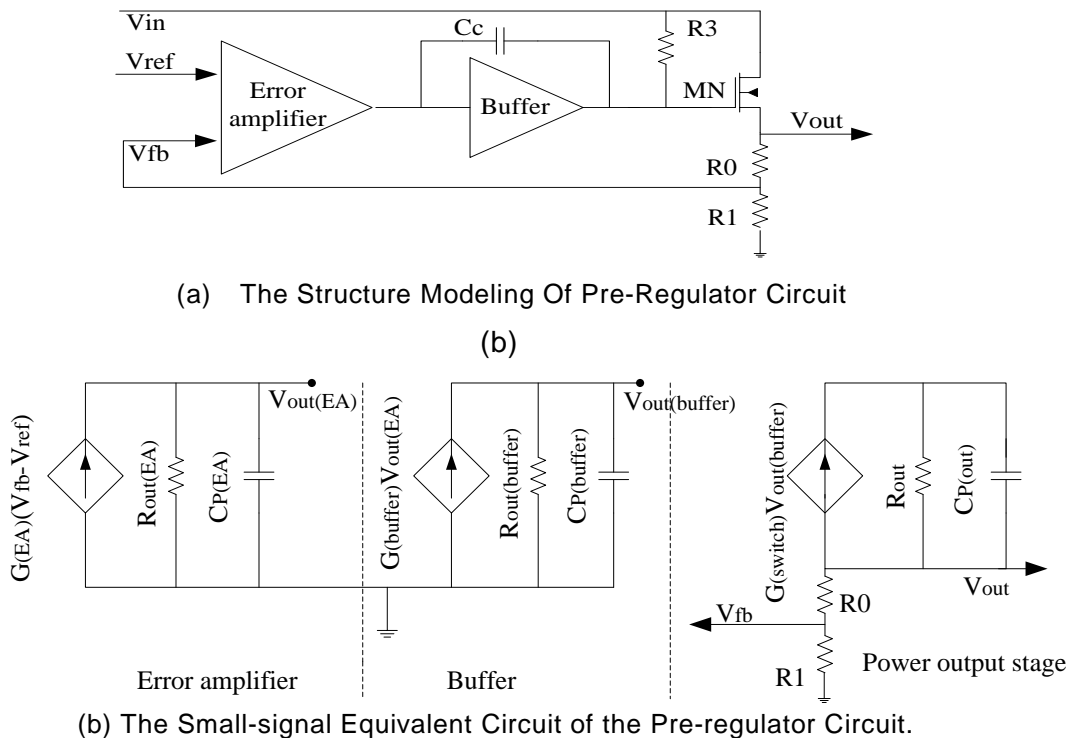 Vin
Cc
R3
Vref
Error
amplifier
Buffer
MN
Vout
Vfb
R0
R1
(a) The Structure Modeling Of Pre-Regulator Circuit
(b)
G(EA)(Vfb-Vref)
Rout(EA)
CP(EA)
Vout(EA)
G(buffer)Vout(EA)
Rout(buffer)
CP(buffer)
Vout(buffer)
G(switch)Vout(buffer)
Rout
CP(out)
Vout
R0
Vfb
R1
Error amplifier
Buffer
Power output stage
(b) The Small-signal Equivalent Circuit of the Pre-regulator Circuit.